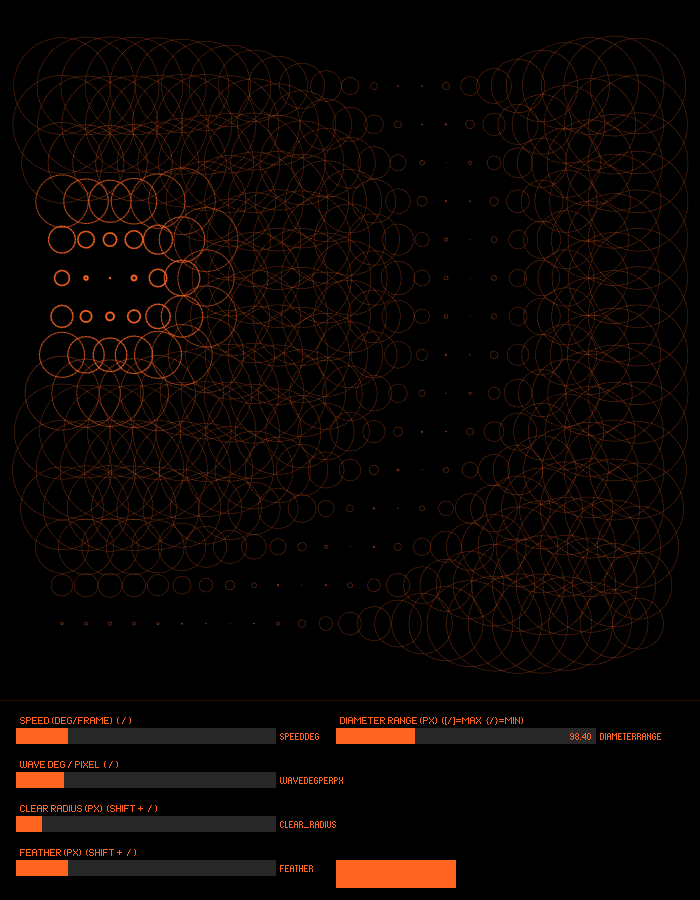 SPEED (DEG/FRAME) ( / )
SPEEDDEG
DIAMETER RANGE (PX) ([/]=MAX {/}=MIN)
98.40 DIAMETERRANGE
WAVE DEG / PIXEL ( / )
WAVEDEGPERPX
CLEAR RADIUS (PX) (SHIFT + / )
CLEAR_RADIUS
FEATHER (PX) (SHIFT + / )
FEATHER